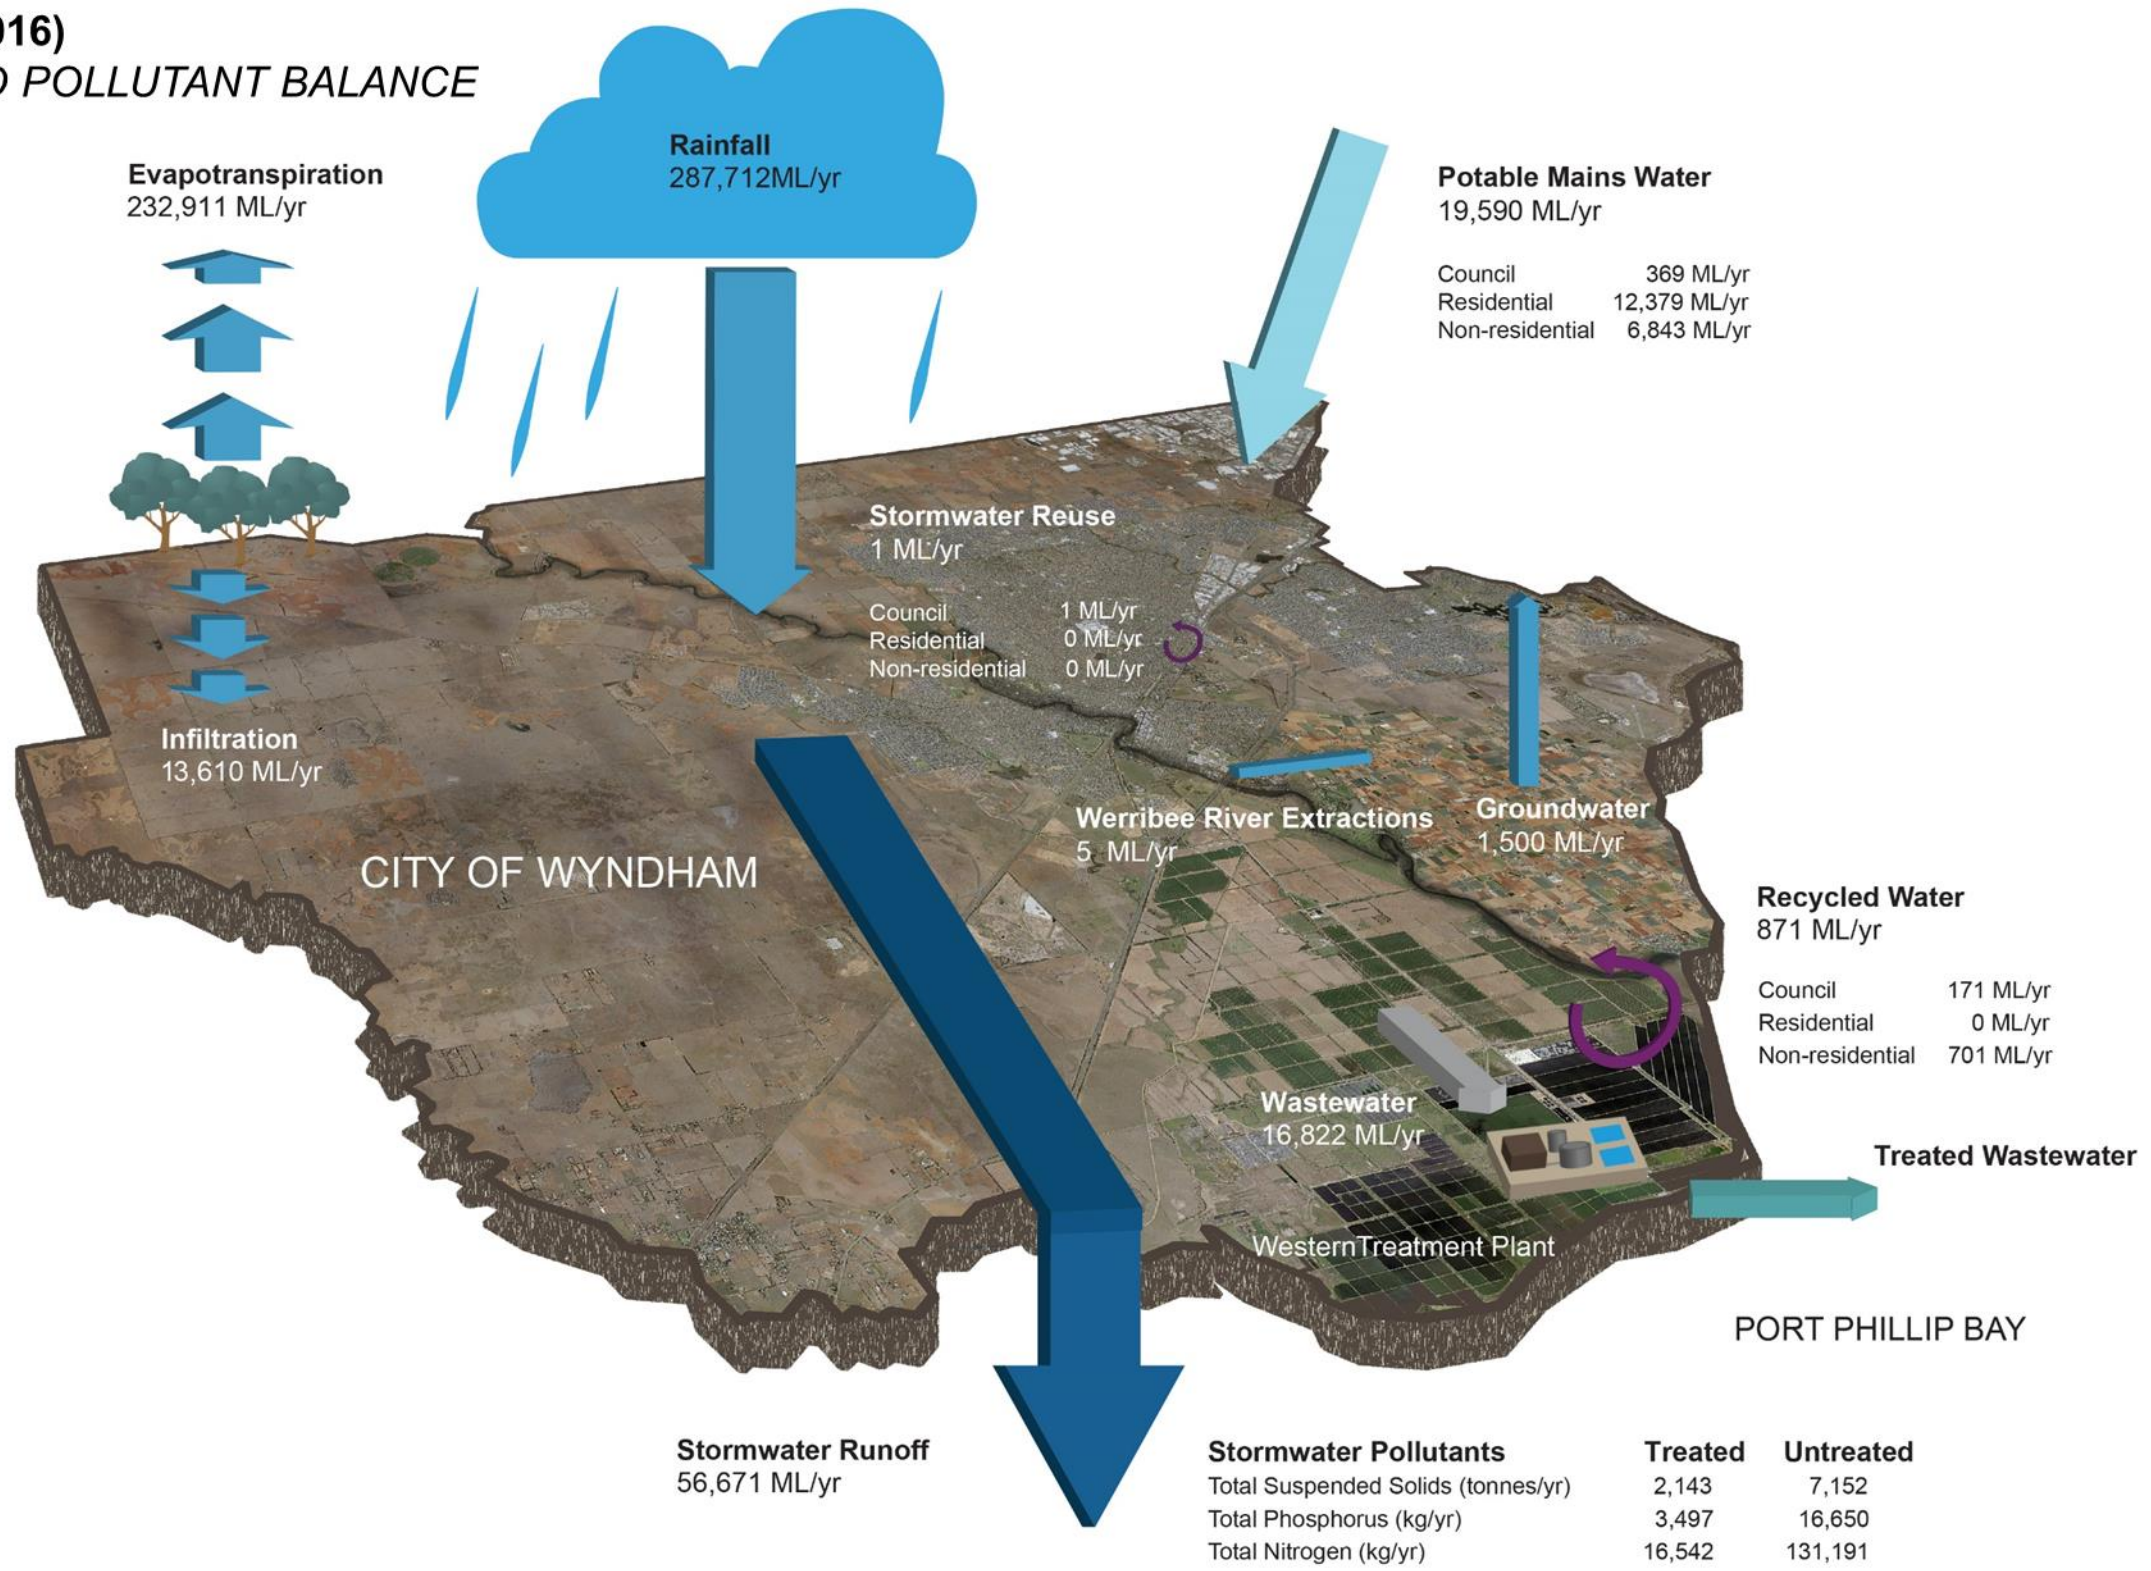 016)
POLLUTANT BALANCE
Evapotranspiration
232,911 ML/yr
Rainfall
287,712ML/yr
Potable Mains Water
19,590 ML/yr
Council 369 ML/yr
Residential 12,379 ML/yr
Non-residential 6,843 ML/yr
Stormwater Reuse
1 ML/yr
Council 1 ML/yr
Residential 0 ML/yr
Non-residential 0 ML/yr
Infiltration
13,610 ML/yr
CITY OF WYNDHAM
Werribee River Extractions
5 ML/yr
Groundwater
1,500 ML/yr
Recycled Water
871 ML/yr
Council 171 ML/yr
Residential 0 ML/yr
Non-residential 701 ML/yr
Wastewater
16,822 ML/yr
Treated Wastewater
WesternTreatment Plant
PORT PHILLIP BAY
Stormwater Runoff
56,671 ML/yr
Stormwater Pollutants Treated Untreated
Total Suspended Solids (tonnes/yr) 2,143 7,152
Total Phosphorus (kg/yr) 3,497 16,650
Total Nitrogen (kg/yr) 16,542 131,191